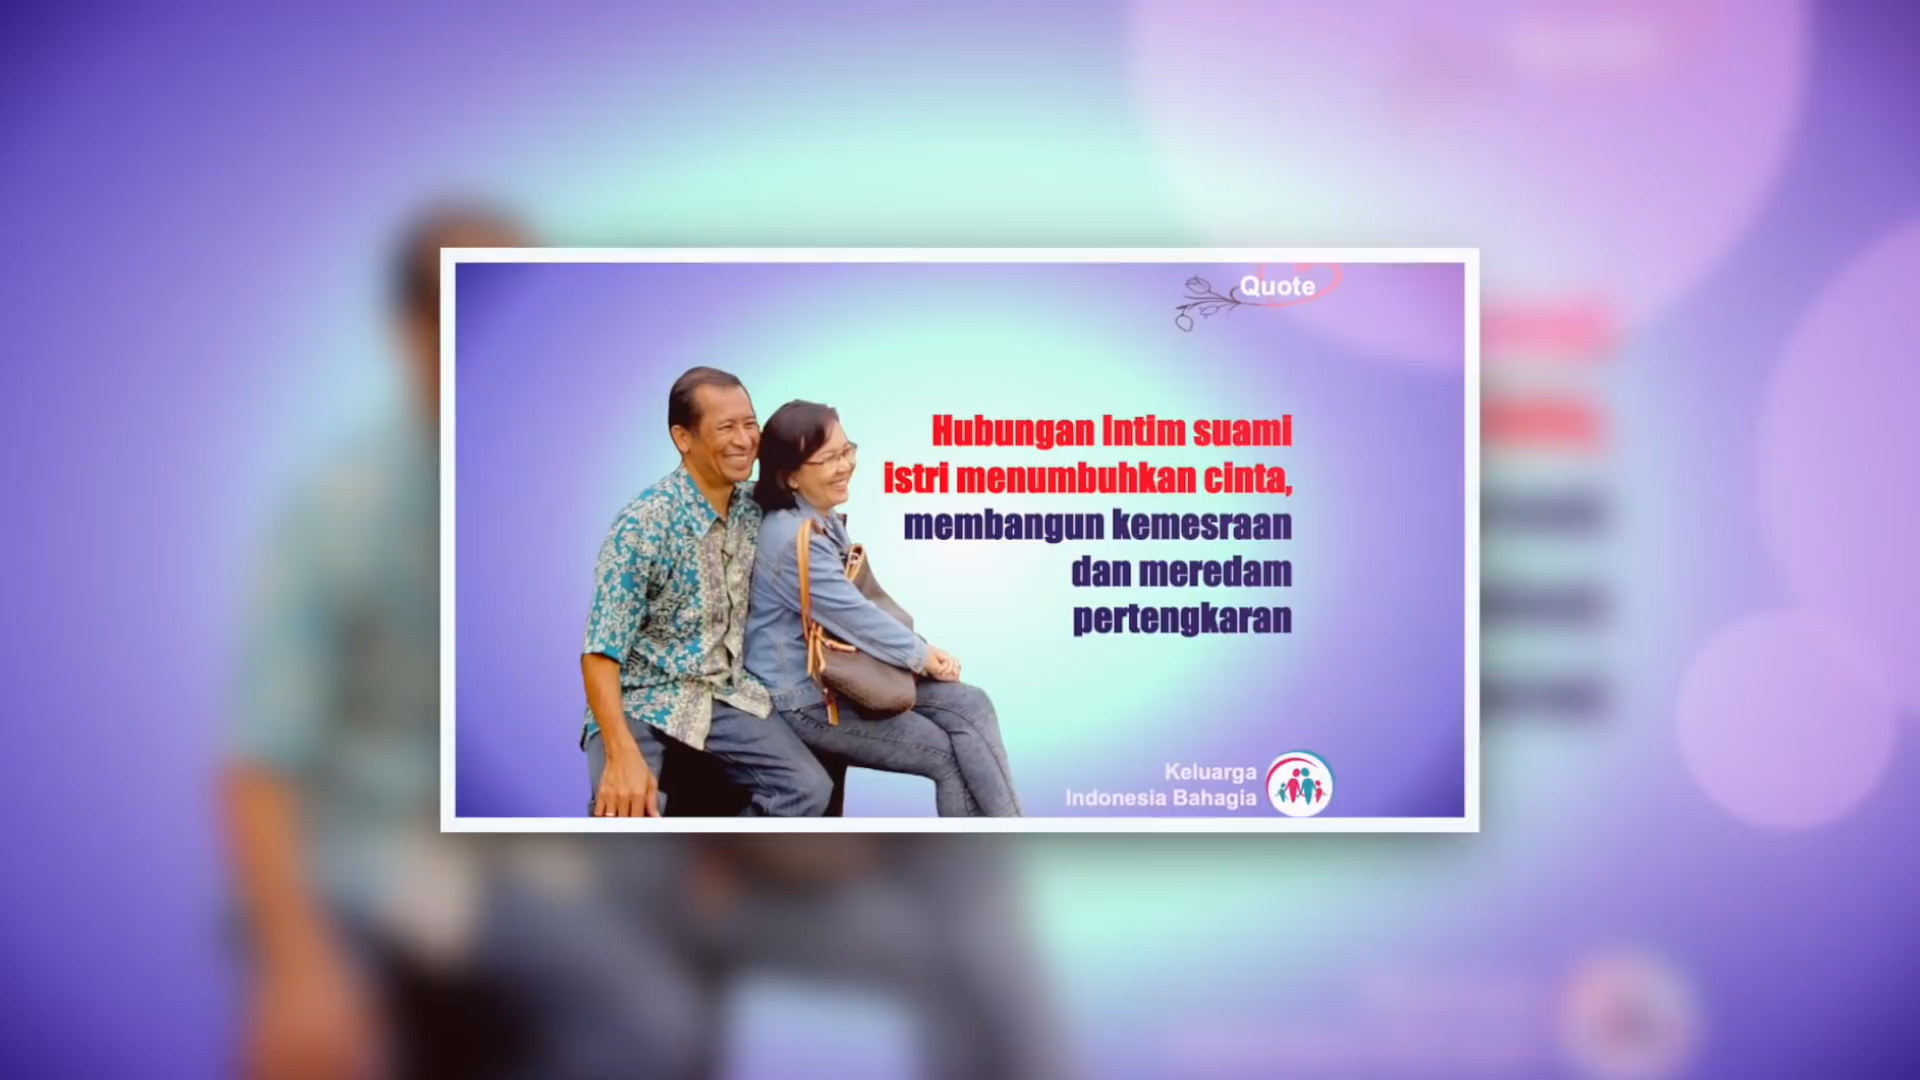 Quote
Hubungan Intim suami
istri menumbuhkan cinta,
membangun kemesraan
dan meredam
pertengkaran
Keluarga
Indonesia Bahagia